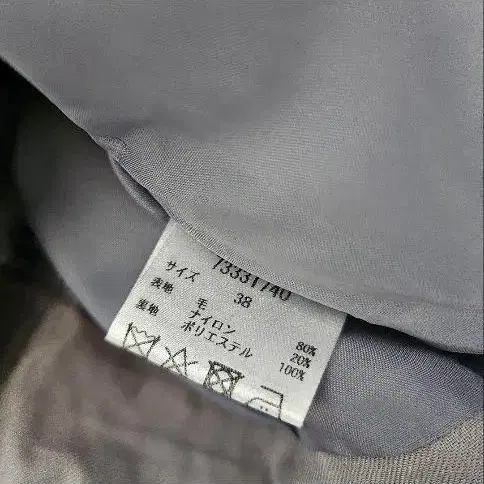 73331740
サイズ 38
表地 毛 80%
ナイロン 20%
裏地 ポリエステル 100%